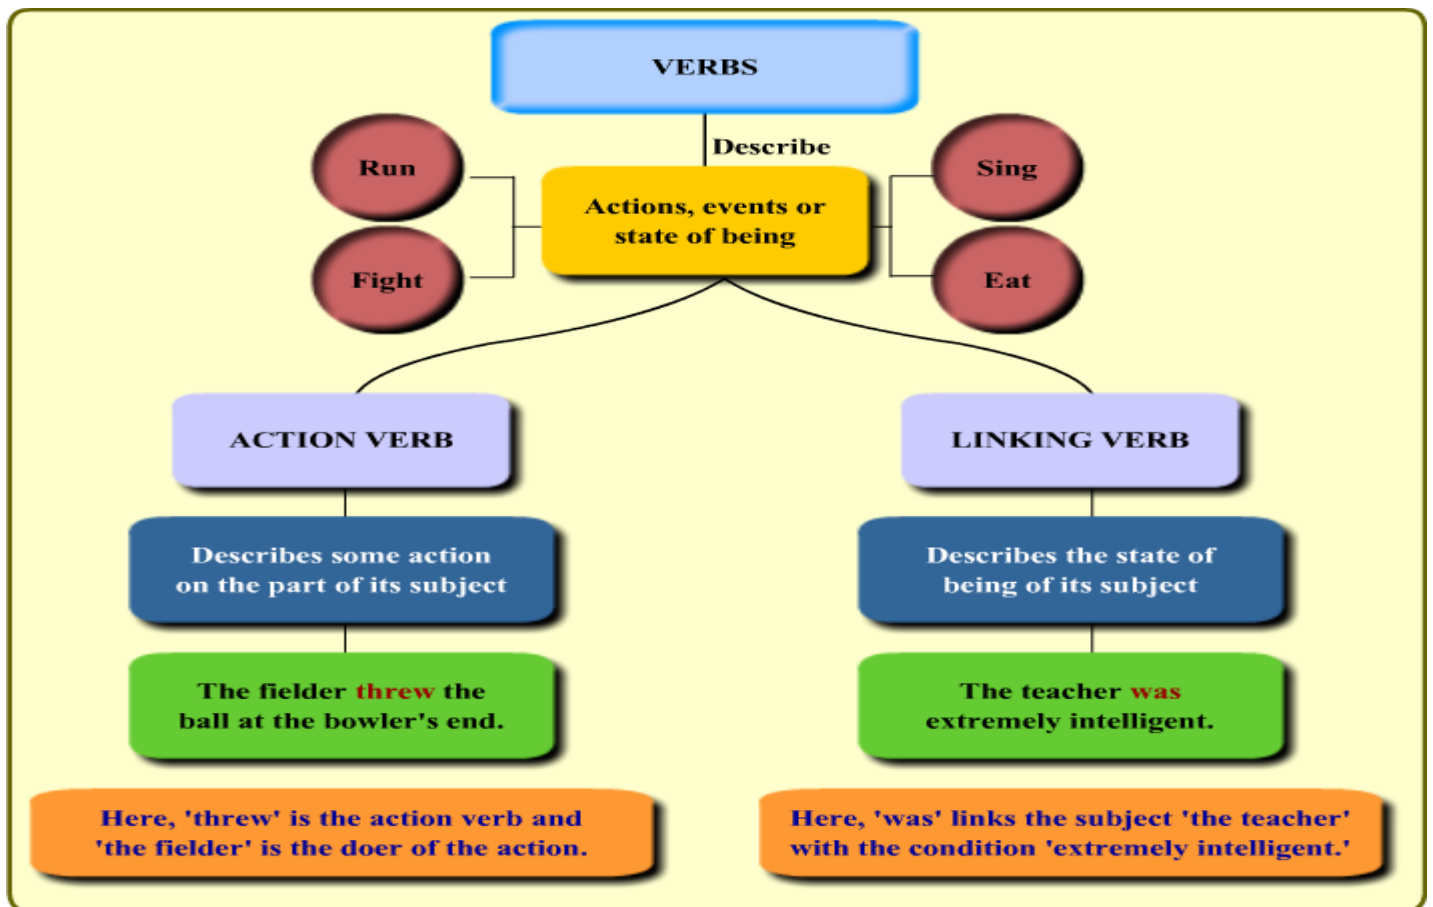 VERBS
Describe
Run
Sing
Actions, events or
state of being
Fight
Eat
ACTION VERB
LINKING VERB
Describes some action
on the part of its subject
Describes the state of
being of its subject
The fielder threw the
ball at the bowler's end.
The teacher was
extremely intelligent.
Here, 'threw' is the action verb and
'the fielder' is the doer of the action.
Here, 'was' links the subject 'the teacher'
with the condition 'extremely intelligent.'